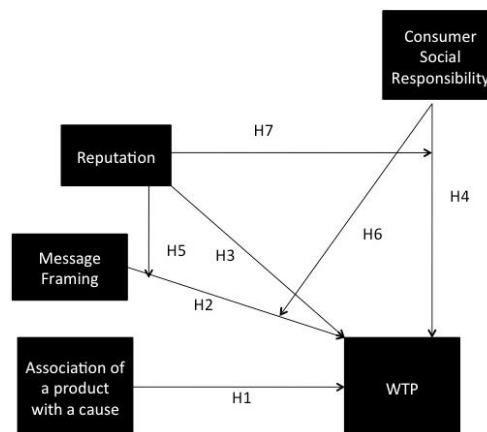 Consumer
Social
Responsibility
H7
Reputation
H4
H6
H5
H3
Message
Framing
H2
Association of
a product
with a cause
WTP
H1